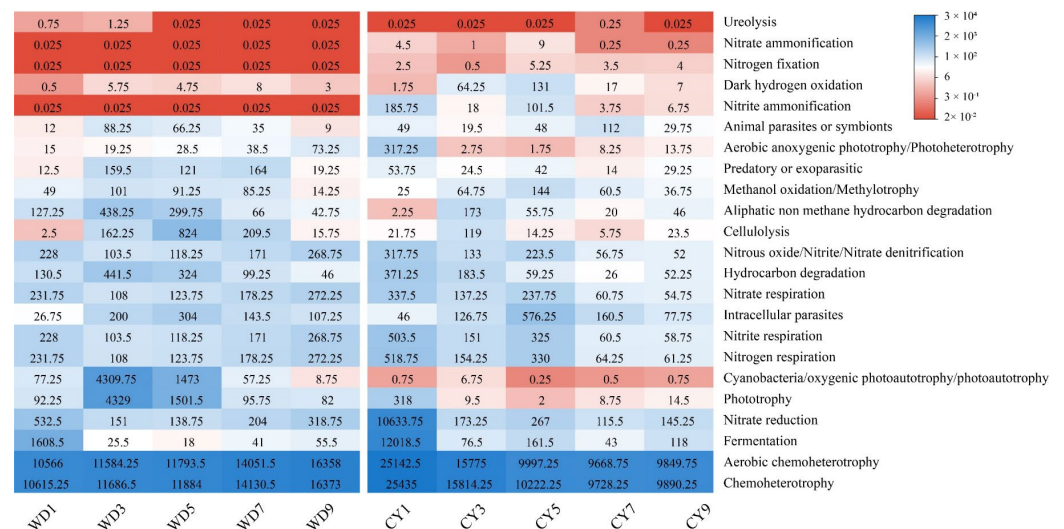 0.75 1.25 0.025 0.025 0.025 0.025 0.025 0.025 0.25 0.025 Ureolysis
0.025 0.025 0.025 0.025 0.025 4.5 1 9 0.25 0.25 Nitrate ammonification
0.025 0.025 0.025 0.025 0.025 2.5 0.5 5.25 3.5 4 Nitrogen fixation
0.5 5.75 4.75 8 3 1.75 64.25 131 17 7 Dark hydrogen oxidation
0.025 0.025 0.025 0.025 0.025 185.75 18 101.5 3.75 6.75 Nitrite ammonification
12 88.25 66.25 35 9 49 19.5 48 112 29.75 Animal parasites or symbionts
15 19.25 28.5 38.5 73.25 317.25 2.75 1.75 8.25 13.75 Aerobic anoxygenic phototrophy/Photoheterotrophy
12.5 159.5 121 164 19.25 53.75 24.5 42 14 29.25 Predatory or exoparasitic
49 101 91.25 85.25 14.25 25 64.75 144 60.5 36.75 Methanol oxidation/Methylotrophy
127.25 438.25 299.75 66 42.75 2.25 173 55.75 20 46 Aliphatic non methane hydrocarbon degradation
2.5 162.25 824 209.5 15.75 21.75 119 14.25 5.75 23.5 Cellulolysis
228 103.5 118.25 171 268.75 317.75 133 223.5 56.75 52 Nitrous oxide/Nitrite/Nitrate denitrification
130.5 441.5 324 99.25 46 371.25 183.5 59.25 26 52.25 Hydrocarbon degradation
231.75 108 123.75 178.25 272.25 337.5 137.25 237.75 60.75 54.75 Nitrate respiration
26.75 200 304 143.5 107.25 46 126.75 576.25 160.5 77.75 Intracellular parasites
228 103.5 118.25 171 268.75 503.5 151 325 60.5 58.75 Nitrite respiration
231.75 108 123.75 178.25 272.25 518.75 154.25 330 64.25 61.25 Nitrogen respiration
77.25 4309.75 1473 57.25 8.75 0.75 6.75 0.25 0.5 0.75 Cyanobacteria/oxygenic photoautotrophy/photoautotrophy
92.25 4329 1501.5 95.75 82 318 9.5 2 8.75 14.5 Phototrophy
532.5 151 138.75 204 318.75 10633.75 173.25 267 115.5 145.25 Nitrate reduction
1608.5 25.5 18 41 55.5 12018.5 76.5 161.5 43 118 Fermentation
10566 11584.25 11793.5 14051.5 16358 25142.5 15775 9997.25 9668.75 9849.75 Aerobic chemoheterotrophy
10615.25 11686.5 11884 14130.5 16373 25435 15814.25 10222.25 9728.25 9890.25 Chemoheterotrophy
WD1 WD3 WD5 WD7 WD9 CY1 CY3 CY5 CY7 CY9
3 × 10⁴
2 × 10³
1 × 10²
6
3 × 10⁻¹
2 × 10⁻²